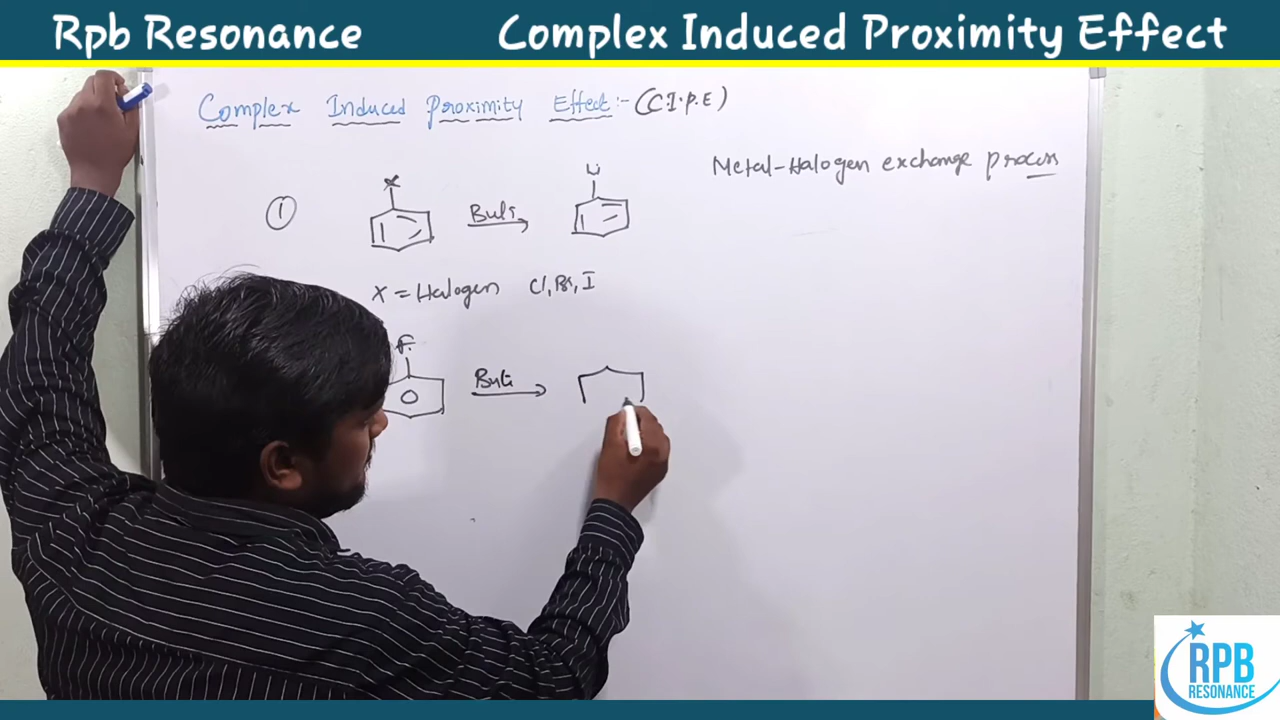 Rpb Resonance Complex Induced Proximity Effect
Complex Induced Proximity Effect:- (C I.P.E)
Metal-Halogen exchange process
X
Li
1
BuLi
X = Halogen Cl, Br, I
F
BuLi
RPB
RESONANCE